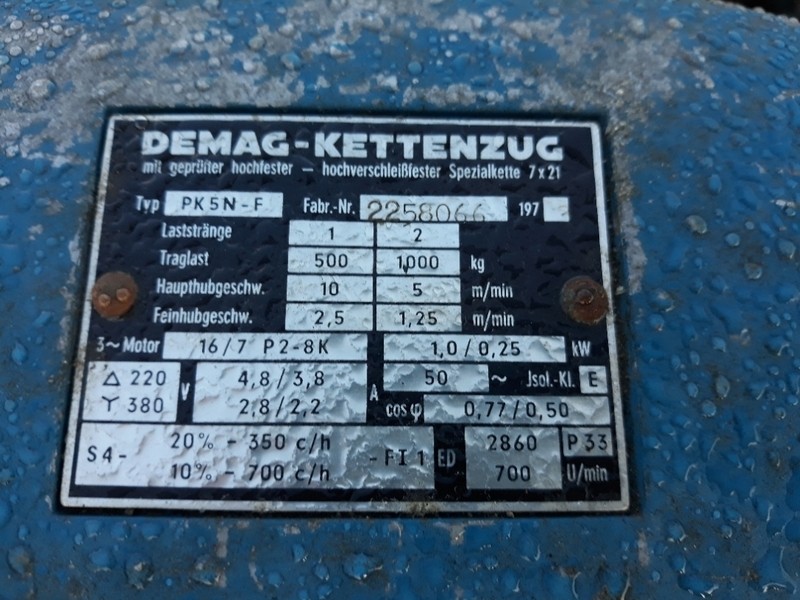 DEMAG-KETTENZUG
mit geprüfter hochfester – hochverschleißfester Spezialkette 7x21
Typ PK5N-F Fabr.-Nr. 2258066 197
Laststränge 1 2
Traglast 500 1000 kg
Haupthubgeschw. 10 5 m/min
Feinhubgeschw. 2,5 1,25 m/min
3~Motor 16/7 P2-8K 1,0/0,25 kW
△ 220 V 4,8/3,8 A 50 ~ Jsol.-Kl. E
Y 380 2,8/2,2 cos φ 0,77/0,50
S4- 20% - 350 c/h - FI1 ED 2860 P33
10% - 700 c/h 700 U/min